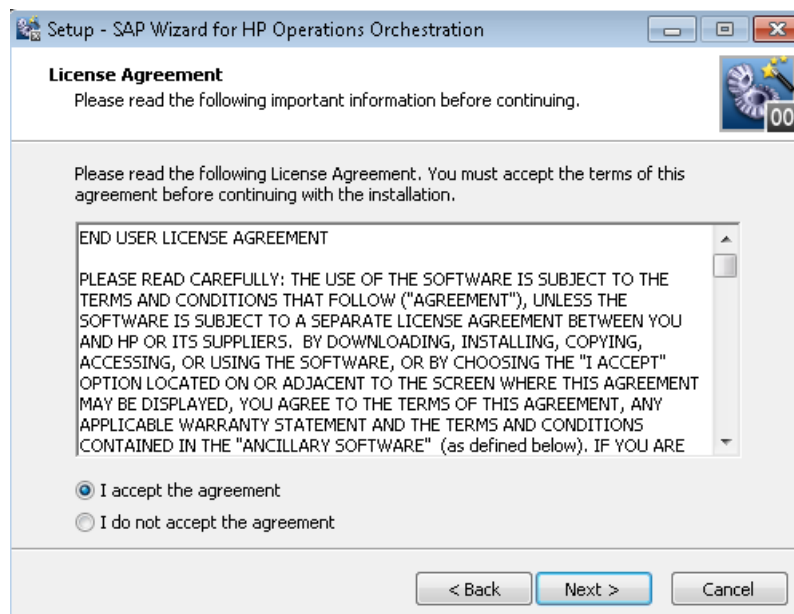 Setup - SAP Wizard for HP Operations Orchestration
License Agreement
Please read the following important information before continuing.
OO
Please read the following License Agreement. You must accept the terms of this
agreement before continuing with the installation.
END USER LICENSE AGREEMENT
PLEASE READ CAREFULLY: THE USE OF THE SOFTWARE IS SUBJECT TO THE
TERMS AND CONDITIONS THAT FOLLOW ("AGREEMENT"), UNLESS THE
SOFTWARE IS SUBJECT TO A SEPARATE LICENSE AGREEMENT BETWEEN YOU
AND HP OR ITS SUPPLIERS.  BY DOWNLOADING, INSTALLING, COPYING,
ACCESSING, OR USING THE SOFTWARE, OR BY CHOOSING THE "I ACCEPT"
OPTION LOCATED ON OR ADJACENT TO THE SCREEN WHERE THIS AGREEMENT
MAY BE DISPLAYED, YOU AGREE TO THE TERMS OF THIS AGREEMENT, ANY
APPLICABLE WARRANTY STATEMENT AND THE TERMS AND CONDITIONS
CONTAINED IN THE "ANCILLARY SOFTWARE"  (as defined below). IF YOU ARE
I accept the agreement
I do not accept the agreement
< Back
Next >
Cancel